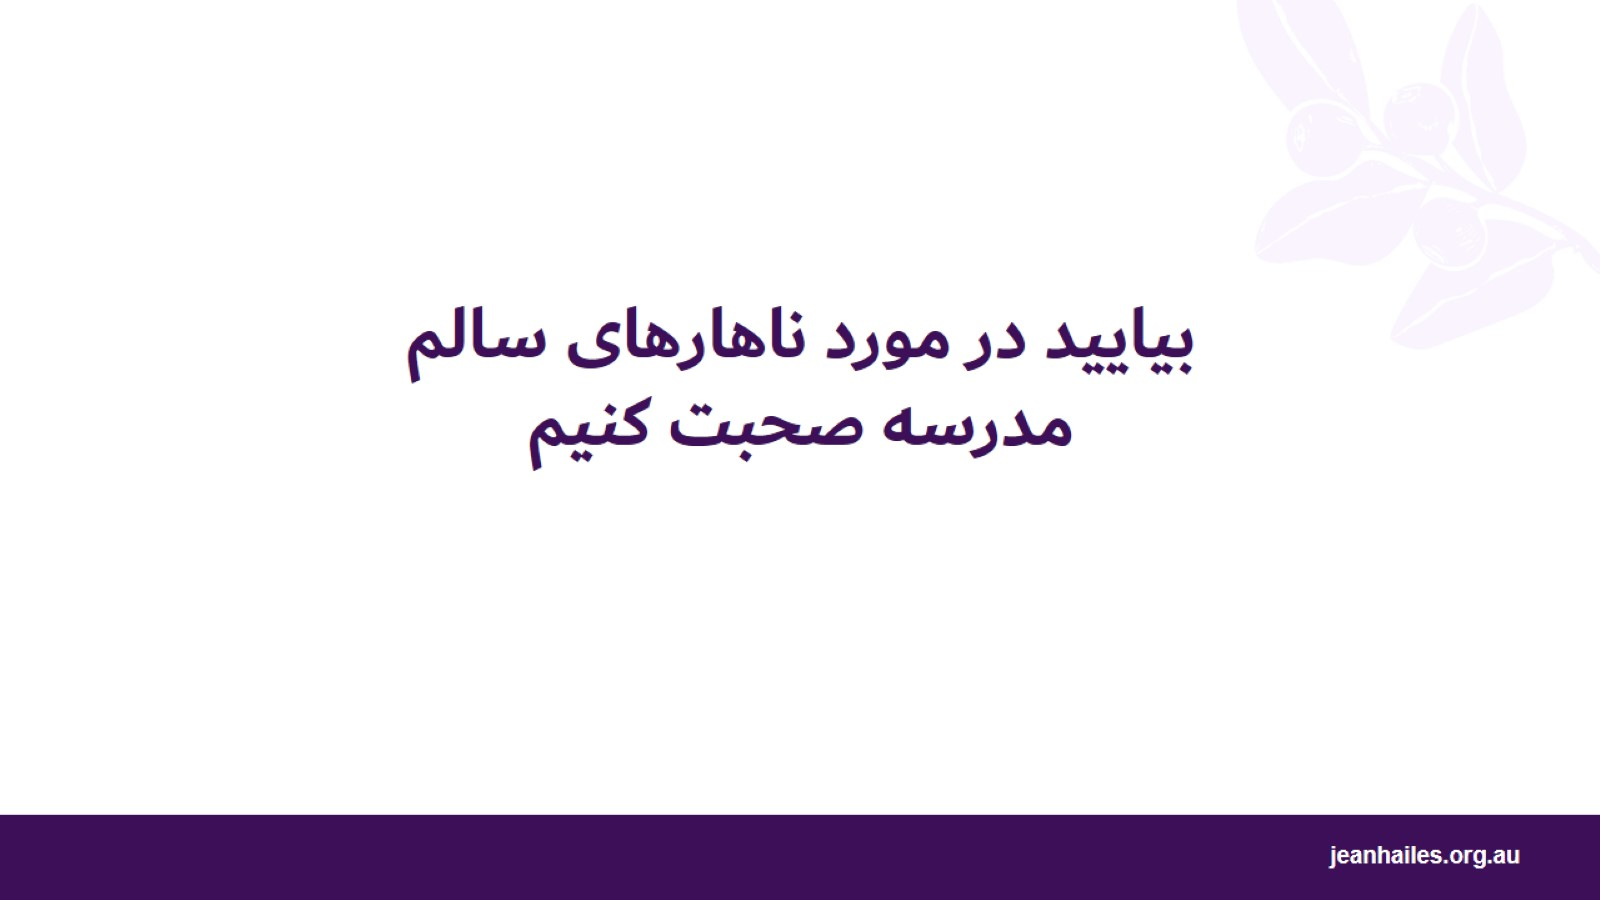 بیایید در مورد ناهارهای سالم
مدرسه صحبت کنیم
jeanhailes.org.au